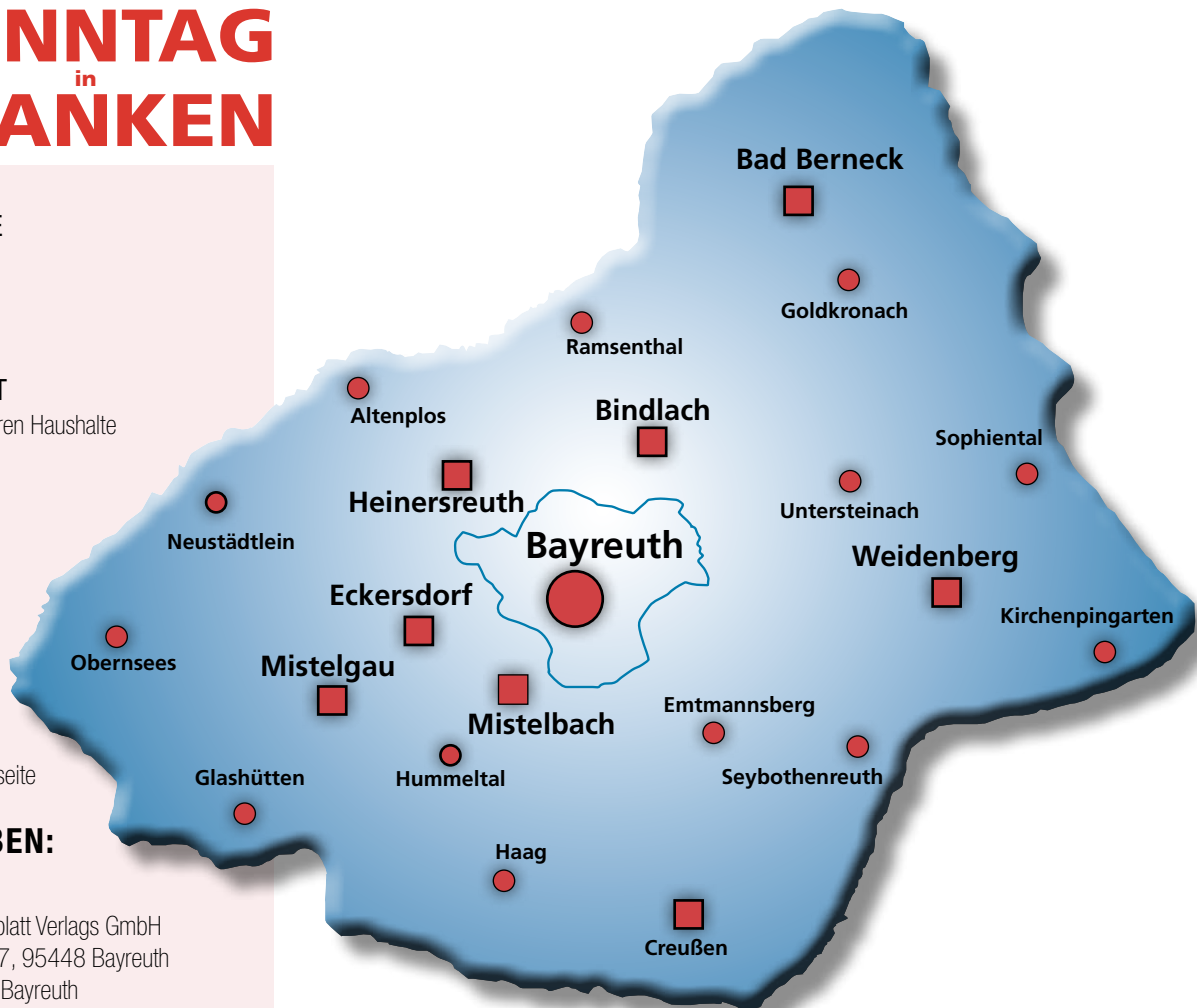 NNTAG
in
ANKEN
E
T
ren Haushalte
seite
BEN:
platt Verlags GmbH
7, 95448 Bayreuth
Bayreuth
Bad Berneck
Goldkronach
Ramsenthal
Altenplos
Bindlach
Sophiental
Heinersreuth
Untersteinach
Neustädtlein
Bayreuth
Weidenberg
Eckersdorf
Kirchenpingarten
Obernsees
Mistelgau
Emtmannsberg
Mistelbach
Glashütten
Hummeltal
Seybothenreuth
Haag
Creußen